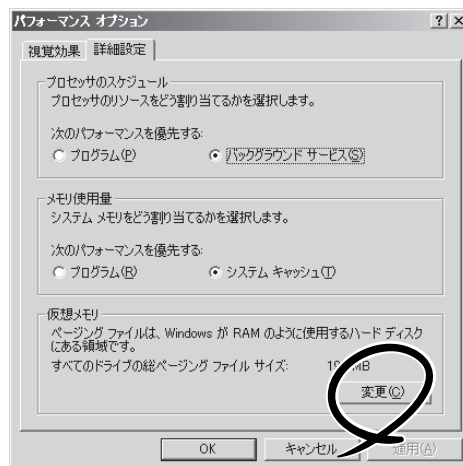 パフォーマンス オプション
視覚効果 詳細設定
プロセッサのスケジュール
プロセッサのリソースをどう割り当てるかを選択します。
次のパフォーマンスを優先する:
プログラム(P) バックグラウンド サービス(S)
メモリ使用量
システム メモリをどう割り当てるかを選択します。
次のパフォーマンスを優先する:
プログラム(R) システム キャッシュ(T)
仮想メモリ
ページング ファイルは、Windows が RAM のように使用するハード ディスク
にある領域です。
すべてのドライブの総ページング ファイル サイズ: MB
変更(C)
OK キャンセル 適用(A)